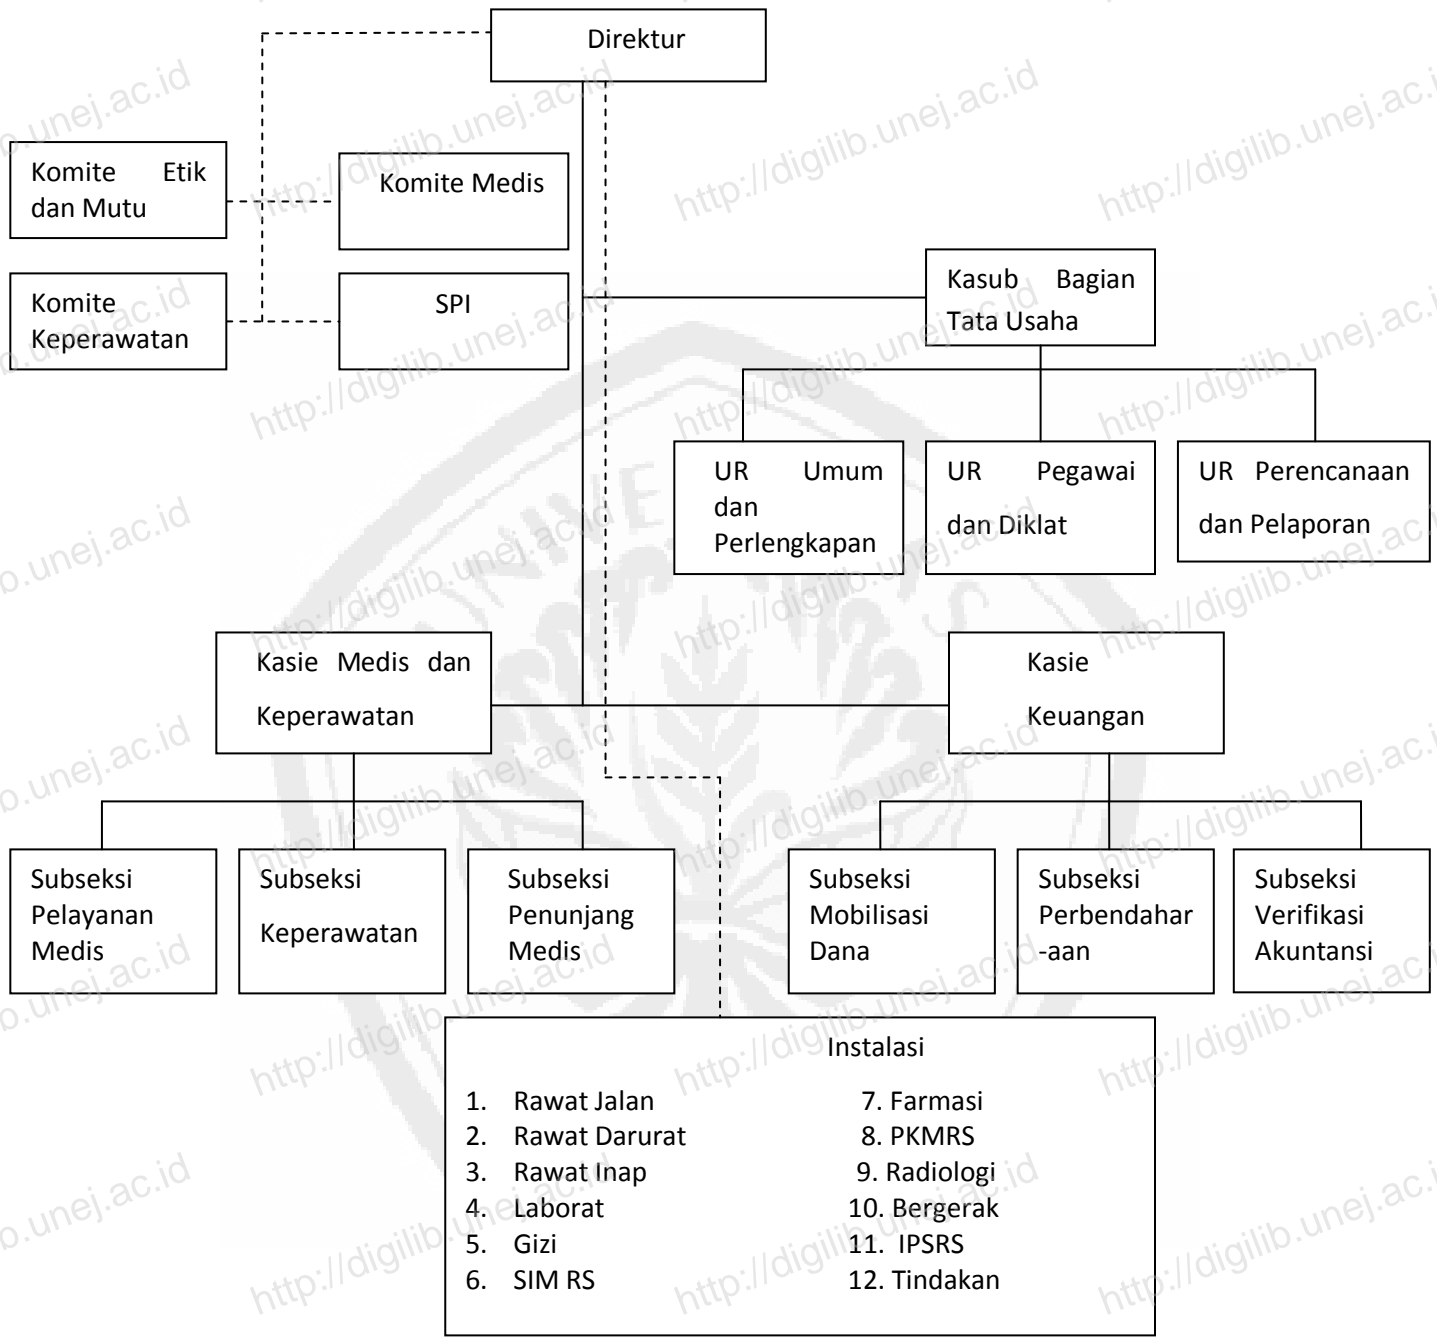 Direktur
Komite Etik
dan Mutu
Komite Medis
Komite
Keperawatan
SPI
Kasub Bagian
Tata Usaha
UR Umum
dan
Perlengkapan
UR Pegawai
dan Diklat
UR Perencanaan
dan Pelaporan
Kasie Medis dan
Keperawatan
Kasie
Keuangan
Subseksi
Pelayanan
Medis
Subseksi
Keperawatan
Subseksi
Penunjang
Medis
Subseksi
Mobilisasi
Dana
Subseksi
Perbendahar
-aan
Subseksi
Verifikasi
Akuntansi
Instalasi
1. Rawat Jalan
2. Rawat Darurat
3. Rawat Inap
4. Laborat
5. Gizi
6. SIM RS
7. Farmasi
8. PKMRS
9. Radiologi
10. Bergerak
11. IPSRS
12. Tindakan
http://digilib.unej.ac.id